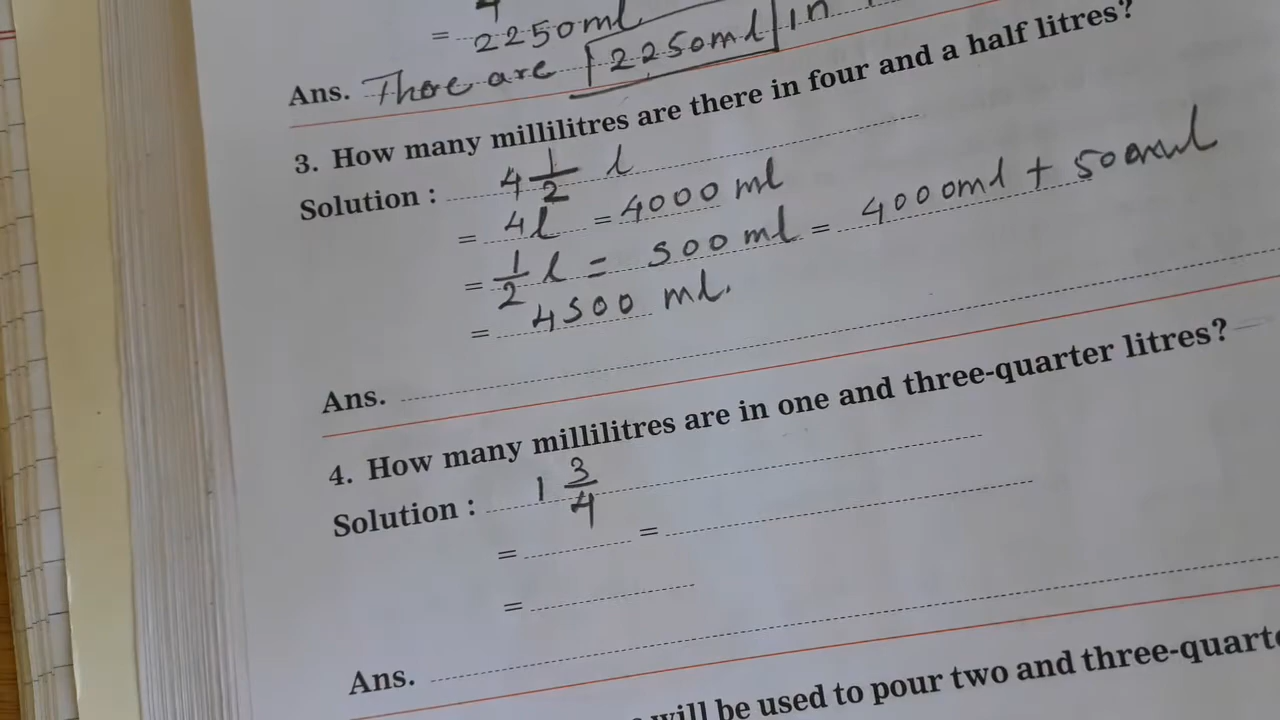 = 2250ml
Ans. There are 2250ml in
3. How many millilitres are there in four and a half litres?
Solution : 4 1/2 l
= 4l = 4000 ml
= 1/2 l = 500 ml = 4000ml + 500ml
= 4500 ml.
Ans.
4. How many millilitres are in one and three-quarter litres?
Solution : 1 3/4
= =
=
Ans.
will be used to pour two and three-quarte